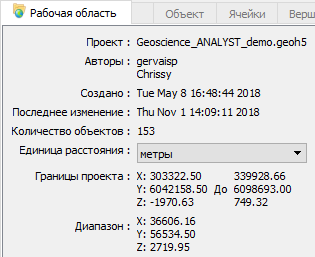 Рабочая область Объект Ячейки Верш
Проект : Geoscience_ANALYST_demo.geoh5
Авторы : gervaisp
Chrissy
Создано : Tue May 8 16:48:44 2018
Последнее изменение : Thu Nov 1 14:09:11 2018
Количество объектов : 153
Единица расстояния : метры
Границы проекта : X: 303322.50 339928.66
Y: 6042158.50 До 6098693.00
Z: -1970.63 749.32
Диапазон : X: 36606.16
Y: 56534.50
Z: 2719.95